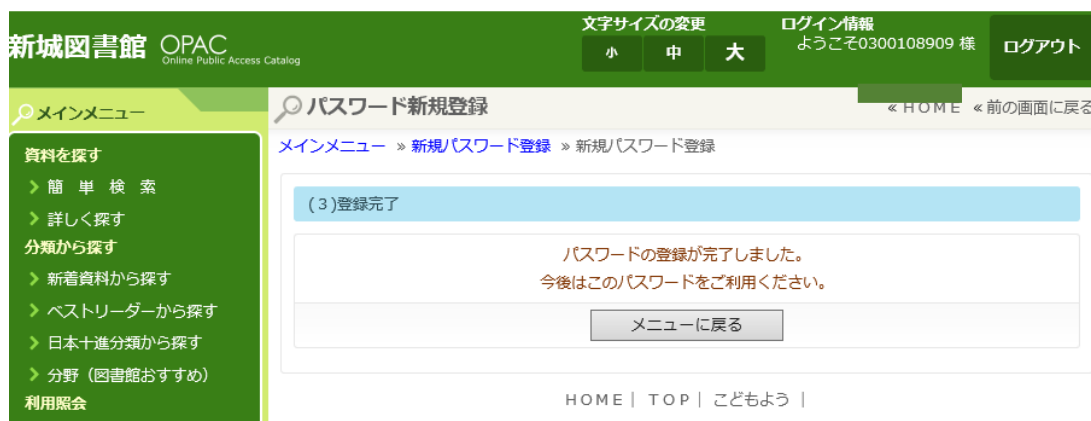 新城図書館 OPAC
Online Public Access Catalog
文字サイズの変更
小 中 大
ログイン情報
ようこそ0300108909 様
ログアウト
メインメニュー
資料を探す
簡 単 検 索
詳しく探す
分類から探す
新着資料から探す
ベストリーダーから探す
日本十進分類から探す
分野（図書館おすすめ）
利用照会
パスワード新規登録
«ＨＯＭＥ «前の画面に戻る
メインメニュー » 新規パスワード登録 » 新規パスワード登録
(３)登録完了
パスワードの登録が完了しました。
今後はこのパスワードをご利用ください。
メニューに戻る
ＨＯＭＥ｜ ＴＯＰ｜ こどもよう ｜